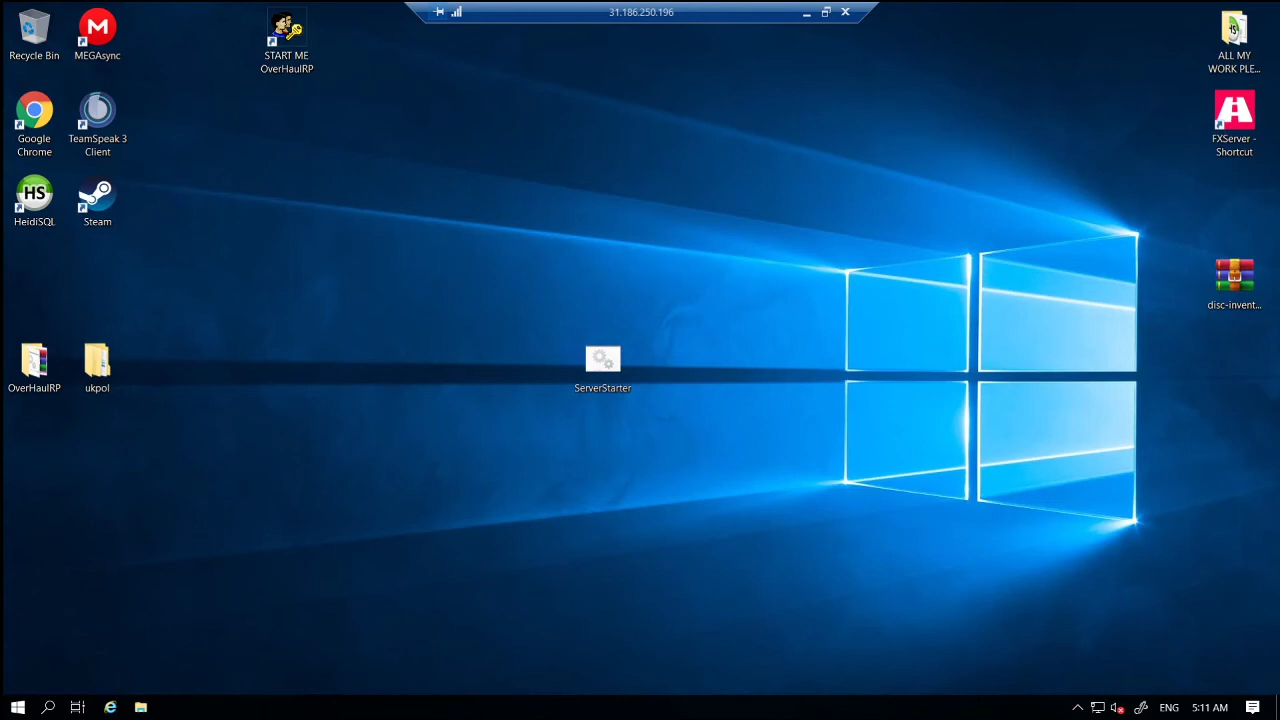 31.186.250.196
Recycle Bin
MEGAsync
START ME
OverHaulRP
ALL MY
WORK PLE...
Google
Chrome
TeamSpeak 3
Client
FXServer -
Shortcut
HS
HeidiSQL
Steam
disc-invent...
OverHaulRP
ukpol
ServerStarter
ENG
5:11 AM